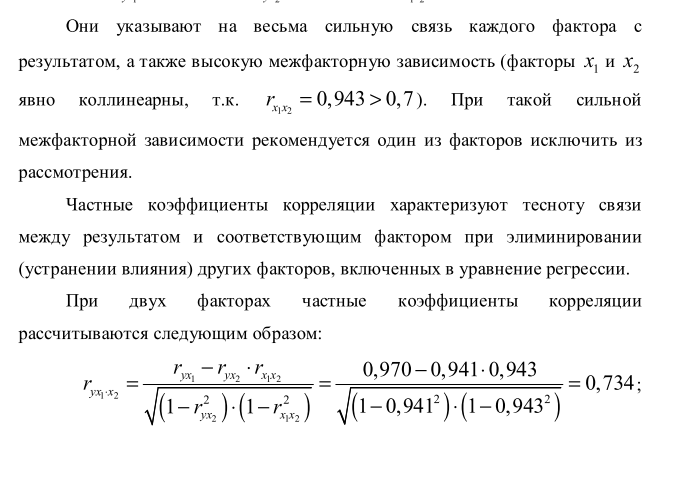 Они указывают на весьма сильную связь каждого фактора с
результатом, а также высокую межфакторную зависимость (факторы x₁ и x₂
явно коллинеарны, т.к. r_{x₁x₂} = 0,943 > 0,7). При такой сильной
межфакторной зависимости рекомендуется один из факторов исключить из
рассмотрения.
Частные коэффициенты корреляции характеризуют тесноту связи
между результатом и соответствующим фактором при элиминировании
(устранении влияния) других факторов, включенных в уравнение регрессии.
При двух факторах частные коэффициенты корреляции
рассчитываются следующим образом:
r_{yx₁·x₂} = (r_{yx₁} − r_{yx₂} · r_{x₁x₂}) / √((1 − r²_{yx₂}) · (1 − r²_{x₁x₂})) = (0,970 − 0,941 · 0,943) / √((1 − 0,941²) · (1 − 0,943²)) = 0,734;